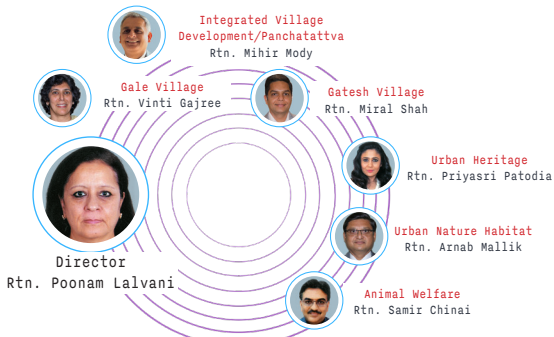 Integrated Village
Development/Panchatattva
Rtn. Mihir Mody
Gale Village
Rtn. Vinti Gajree
Gatesh Village
Rtn. Miral Shah
Urban Heritage
Rtn. Priyasri Patodia
Urban Nature Habitat
Rtn. Arnab Mallik
Director
Rtn. Poonam Lalvani
Animal Welfare
Rtn. Samir Chinai